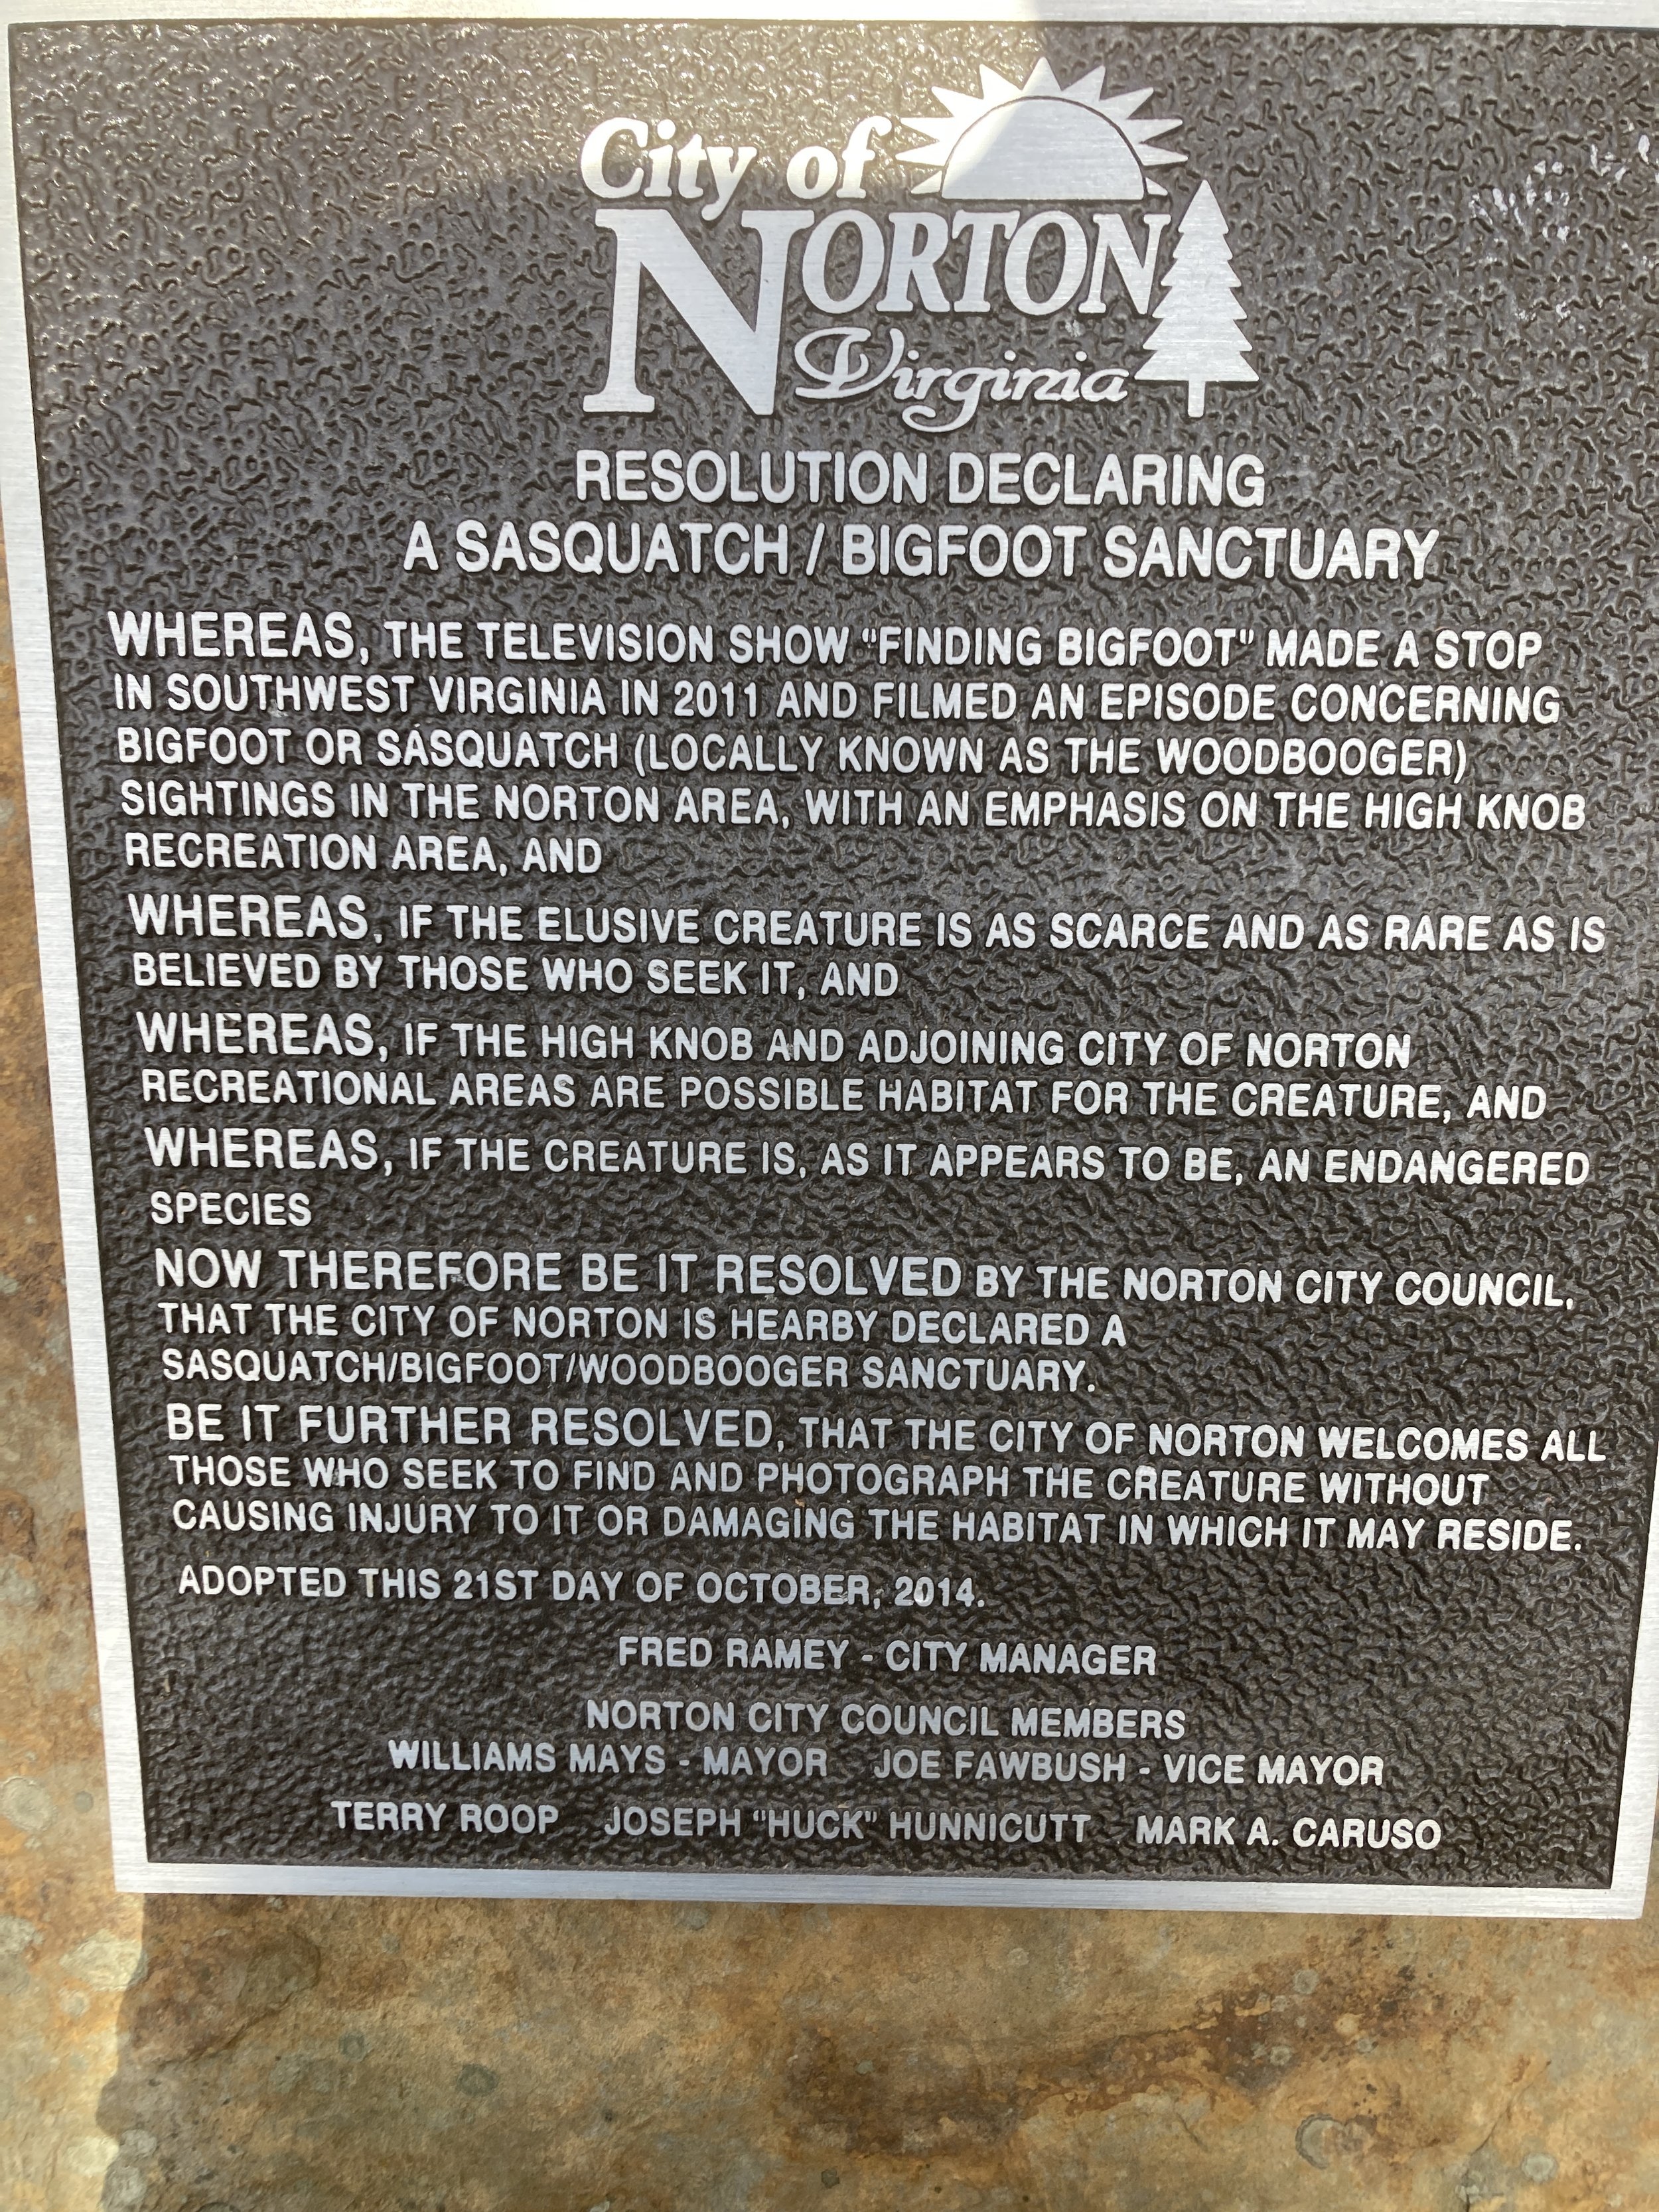 City of
NORTON
Virginia
RESOLUTION DECLARING
A SASQUATCH / BIGFOOT SANCTUARY
WHEREAS, THE TELEVISION SHOW "FINDING BIGFOOT" MADE A STOP
IN SOUTHWEST VIRGINIA IN 2011 AND FILMED AN EPISODE CONCERNING
BIGFOOT OR SASQUATCH (LOCALLY KNOWN AS THE WOODBOOGER)
SIGHTINGS IN THE NORTON AREA, WITH AN EMPHASIS ON THE HIGH KNOB
RECREATION AREA, AND
WHEREAS, IF THE ELUSIVE CREATURE IS AS SCARCE AND AS RARE AS IS
BELIEVED BY THOSE WHO SEEK IT, AND
WHEREAS, IF THE HIGH KNOB AND ADJOINING CITY OF NORTON
RECREATIONAL AREAS ARE POSSIBLE HABITAT FOR THE CREATURE, AND
WHEREAS, IF THE CREATURE IS, AS IT APPEARS TO BE, AN ENDANGERED
SPECIES
NOW THEREFORE BE IT RESOLVED BY THE NORTON CITY COUNCIL,
THAT THE CITY OF NORTON IS HEARBY DECLARED A
SASQUATCH/BIGFOOT/WOODBOOGER SANCTUARY.
BE IT FURTHER RESOLVED, THAT THE CITY OF NORTON WELCOMES ALL
THOSE WHO SEEK TO FIND AND PHOTOGRAPH THE CREATURE WITHOUT
CAUSING INJURY TO IT OR DAMAGING THE HABITAT IN WHICH IT MAY RESIDE.
ADOPTED THIS 21ST DAY OF OCTOBER, 2014.
FRED RAMEY - CITY MANAGER
NORTON CITY COUNCIL MEMBERS
WILLIAMS MAYS - MAYOR JOE FAWBUSH - VICE MAYOR
TERRY ROOP JOSEPH "HUCK" HUNNICUTT MARK A. CARUSO